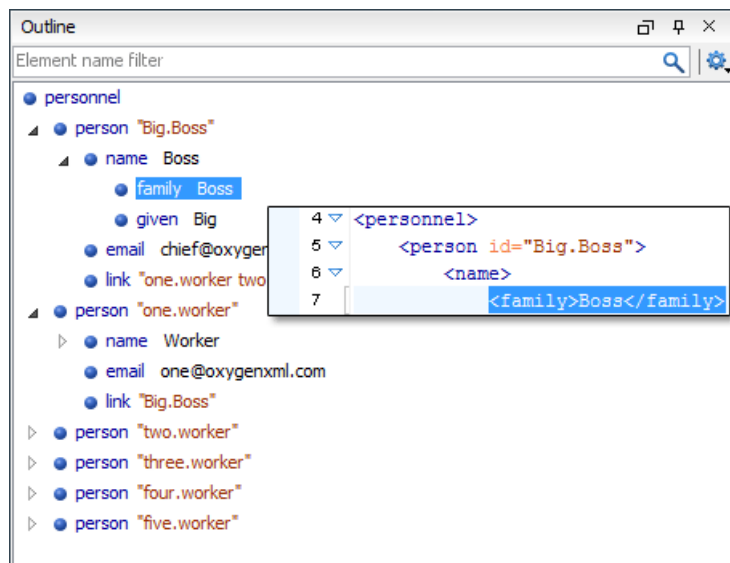 Outline
Element name filter
personnel
person "Big.Boss"
name Boss
family Boss
given Big
email chief@oxyger
link "one.worker two
person "one.worker"
name Worker
email one@oxygenxml.com
link "Big.Boss"
person "two.worker"
person "three.worker"
person "four.worker"
person "five.worker"
4 <personnel>
5 <person id="Big.Boss">
6 <name>
7 <family>Boss</family>